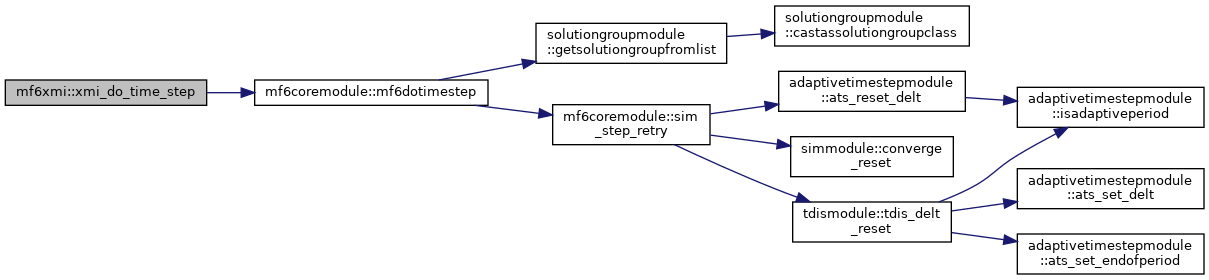 mf6xmi::xmi_do_time_step
mf6coremodule::mf6dotimestep
solutiongroupmodule
::getsolutiongroupfromlist
solutiongroupmodule
::castassolutiongroupclass
mf6coremodule::sim
_step_retry
adaptivetimestepmodule
::ats_reset_delt
adaptivetimestepmodule
::isadaptiveperiod
simmodule::converge
_reset
tdismodule::tdis_delt
_reset
adaptivetimestepmodule
::ats_set_delt
adaptivetimestepmodule
::ats_set_endofperiod